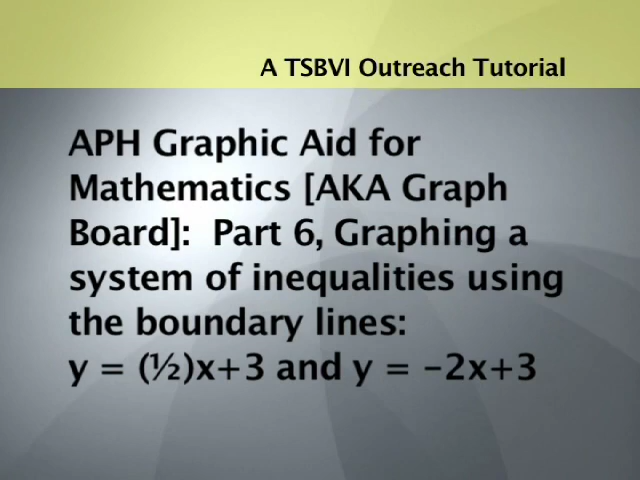 A TSBVI Outreach Tutorial
APH Graphic Aid for
Mathematics [AKA Graph
Board]:  Part 6, Graphing a
system of inequalities using
the boundary lines:
y = (½)x+3 and y = -2x+3